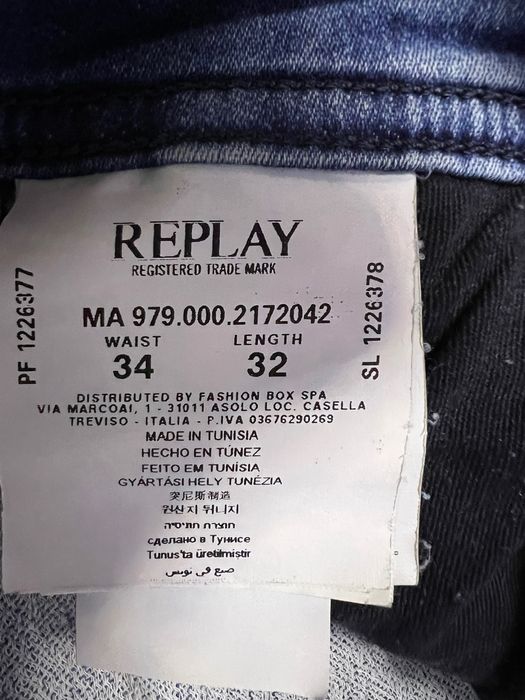 REPLAY
REGISTERED TRADE MARK
MA 979.000.2172042
WAIST LENGTH
34 32
PF 1226377
SL 1226378
DISTRIBUTED BY FASHION BOX SPA
VIA MARCOAI, 1 - 31011 ASOLO LOC. CASELLA
TREVISO - ITALIA - P.IVA 03676290269
MADE IN TUNISIA
HECHO EN TÚNEZ
FEITO EM TUNÍSIA
GYÁRTÁSI HELY TUNÉZIA
突尼斯制造
원산지 튀니지
сделано в Тунисе
Tunus'ta üretilmiştir
صنع في تونس